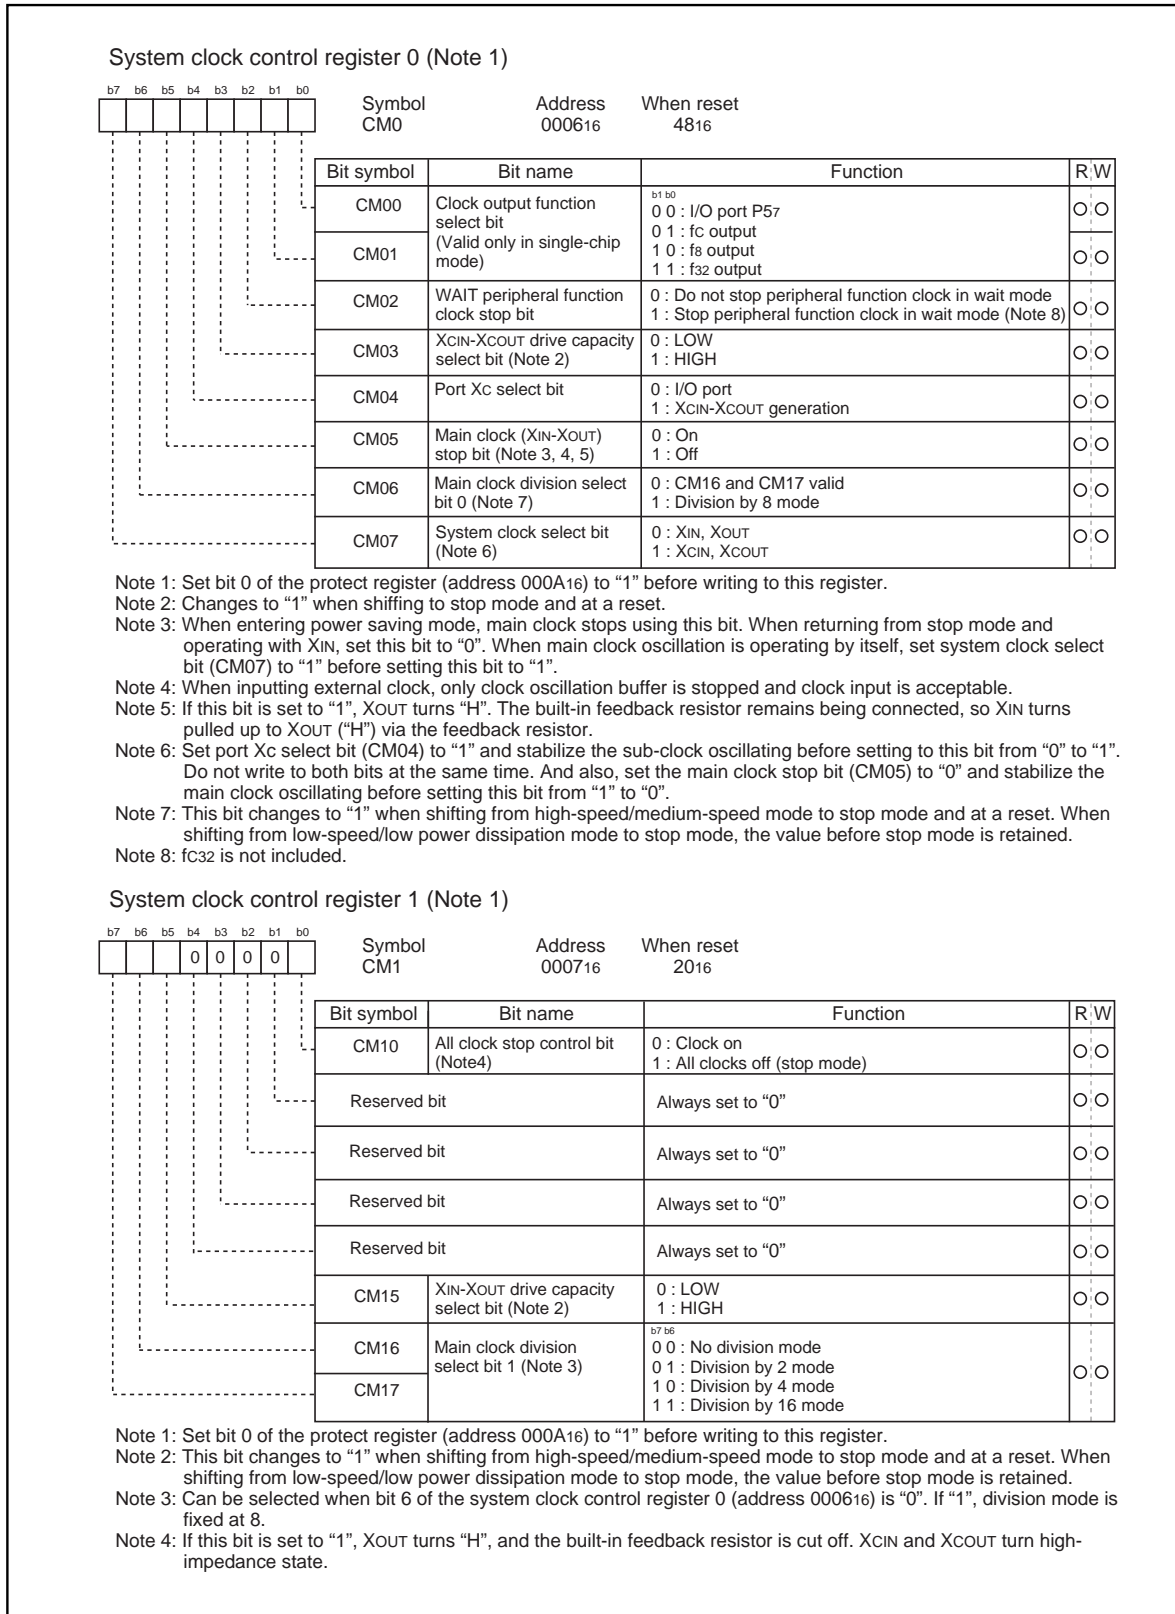 System clock control register 0 (Note 1)
b7 b6 b5 b4 b3 b2 b1 b0
Symbol Address When reset
CM0 000616 4816
Bit symbol Bit name Function R W
CM00 Clock output function select bit (Valid only in single-chip mode)
b1 b0
0 0 : I/O port P57
0 1 : fC output
1 0 : f8 output
1 1 : f32 output
CM01
CM02 WAIT peripheral function clock stop bit
0 : Do not stop peripheral function clock in wait mode
1 : Stop peripheral function clock in wait mode (Note 8)
CM03 XCIN-XCOUT drive capacity select bit (Note 2)
0 : LOW
1 : HIGH
CM04 Port XC select bit
0 : I/O port
1 : XCIN-XCOUT generation
CM05 Main clock (XIN-XOUT) stop bit (Note 3, 4, 5)
0 : On
1 : Off
CM06 Main clock division select bit 0 (Note 7)
0 : CM16 and CM17 valid
1 : Division by 8 mode
CM07 System clock select bit (Note 6)
0 : XIN, XOUT
1 : XCIN, XCOUT
Note 1: Set bit 0 of the protect register (address 000A16) to “1” before writing to this register.
Note 2: Changes to “1” when shiffing to stop mode and at a reset.
Note 3: When entering power saving mode, main clock stops using this bit. When returning from stop mode and
operating with XIN, set this bit to “0”. When main clock oscillation is operating by itself, set system clock select
bit (CM07) to “1” before setting this bit to “1”.
Note 4: When inputting external clock, only clock oscillation buffer is stopped and clock input is acceptable.
Note 5: If this bit is set to “1”, XOUT turns “H”. The built-in feedback resistor remains being connected, so XIN turns
pulled up to XOUT (“H”) via the feedback resistor.
Note 6: Set port XC select bit (CM04) to “1” and stabilize the sub-clock oscillating before setting to this bit from “0” to “1”.
Do not write to both bits at the same time. And also, set the main clock stop bit (CM05) to “0” and stabilize the
main clock oscillating before setting this bit from “1” to “0”.
Note 7: This bit changes to “1” when shifting from high-speed/medium-speed mode to stop mode and at a reset. When
shifting from low-speed/low power dissipation mode to stop mode, the value before stop mode is retained.
Note 8: fC32 is not included.
System clock control register 1 (Note 1)
b7 b6 b5 b4 b3 b2 b1 b0
0 0 0 0
Symbol Address When reset
CM1 000716 2016
Bit symbol Bit name Function R W
CM10 All clock stop control bit (Note4)
0 : Clock on
1 : All clocks off (stop mode)
Reserved bit Always set to “0”
Reserved bit Always set to “0”
Reserved bit Always set to “0”
Reserved bit Always set to “0”
CM15 XIN-XOUT drive capacity select bit (Note 2)
0 : LOW
1 : HIGH
CM16 Main clock division select bit 1 (Note 3)
b7 b6
0 0 : No division mode
0 1 : Division by 2 mode
1 0 : Division by 4 mode
1 1 : Division by 16 mode
CM17
Note 1: Set bit 0 of the protect register (address 000A16) to “1” before writing to this register.
Note 2: This bit changes to “1” when shifting from high-speed/medium-speed mode to stop mode and at a reset. When
shifting from low-speed/low power dissipation mode to stop mode, the value before stop mode is retained.
Note 3: Can be selected when bit 6 of the system clock control register 0 (address 000616) is “0”. If “1”, division mode is
fixed at 8.
Note 4: If this bit is set to “1”, XOUT turns “H”, and the built-in feedback resistor is cut off. XCIN and XCOUT turn high-
impedance state.